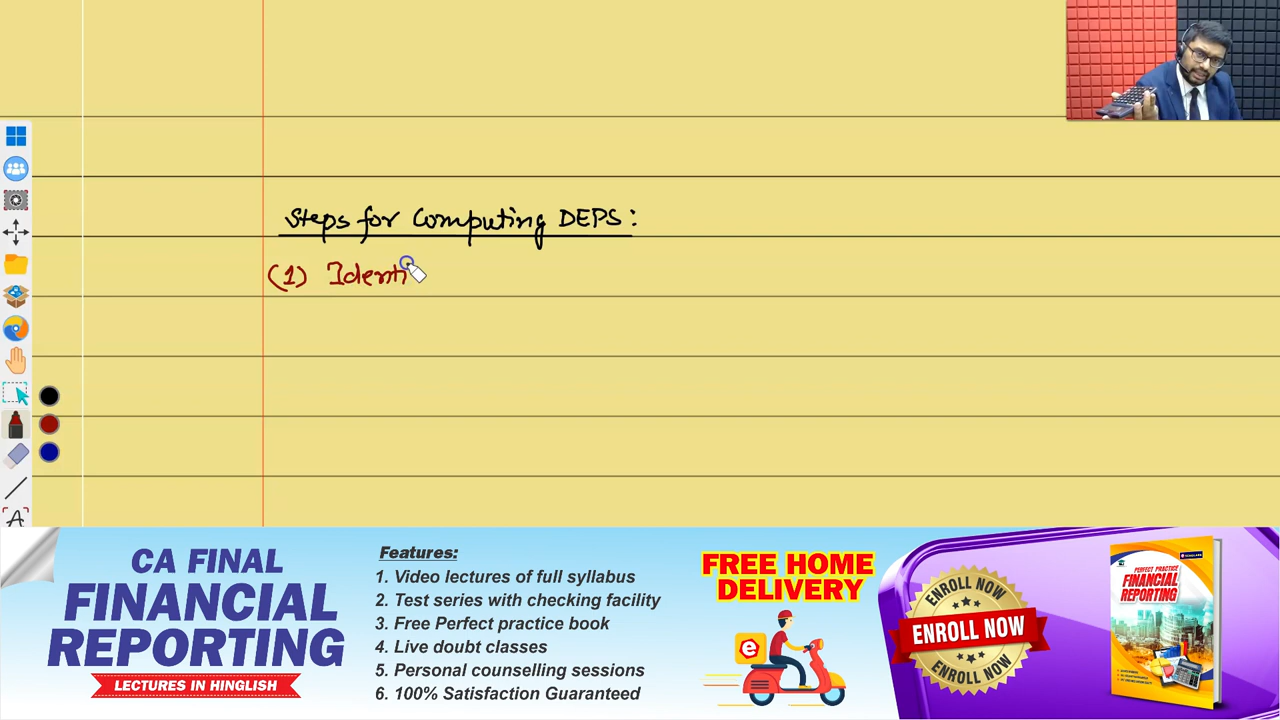 Steps for Computing DEPS:
(1) Identi
CA FINAL
FINANCIAL
REPORTING
LECTURES IN HINGLISH
Features:
1. Video lectures of full syllabus
2. Test series with checking facility
3. Free Perfect practice book
4. Live doubt classes
5. Personal counselling sessions
6. 100% Satisfaction Guaranteed
FREE HOME
DELIVERY
e
ENROLL NOW
ENROLL NOW
ENROLL NOW
PERFECT PRACTICE
FINANCIAL
REPORTING